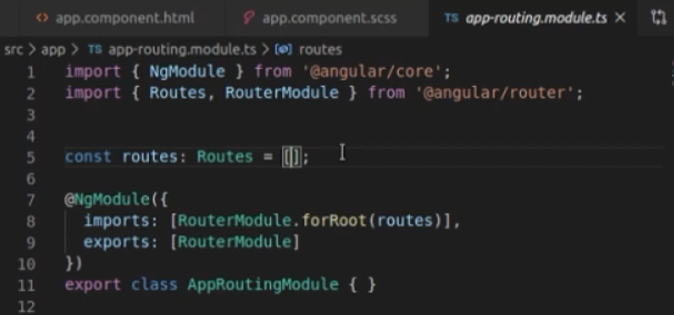 app.component.html app.component.scss TS app-routing.module.ts
src > app > TS app-routing.module.ts > routes
1 import { NgModule } from '@angular/core';
2 import { Routes, RouterModule } from '@angular/router';
3
4
5 const routes: Routes = [];
6
7 @NgModule({
8 imports: [RouterModule.forRoot(routes)],
9 exports: [RouterModule]
10 })
11 export class AppRoutingModule { }
12